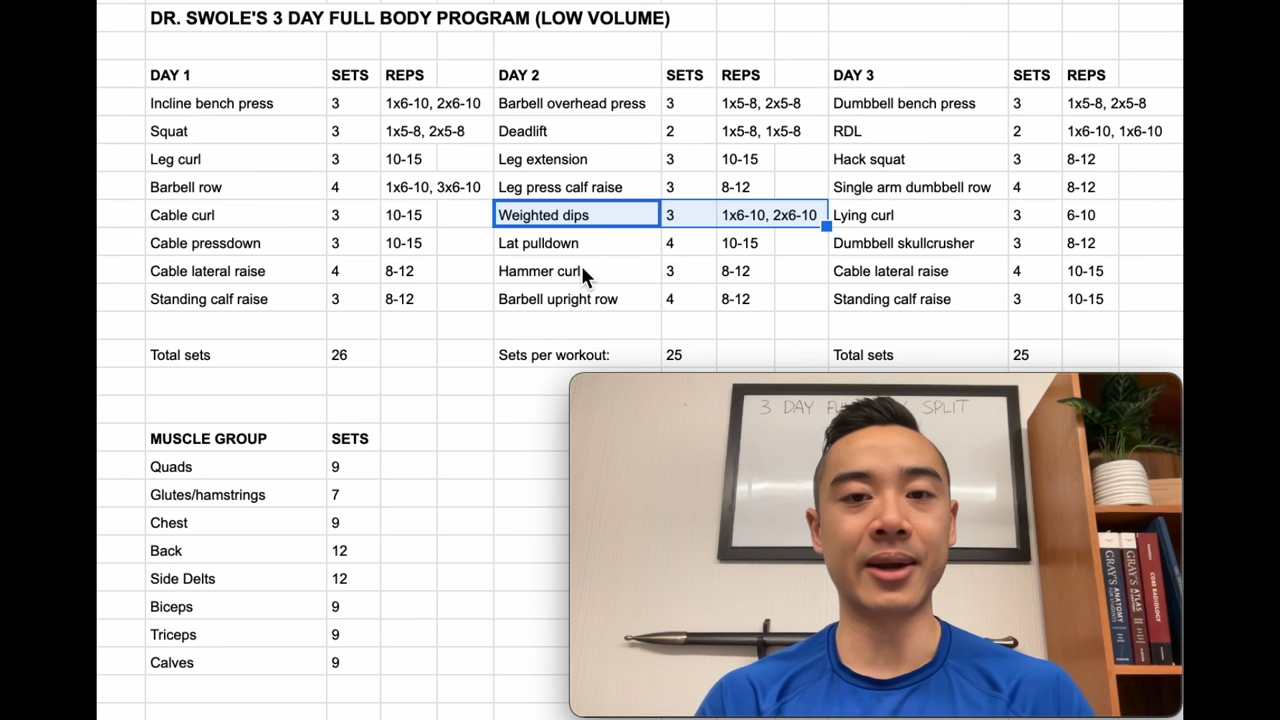 DR. SWOLE'S 3 DAY FULL BODY PROGRAM (LOW VOLUME)
DAY 1 SETS REPS DAY 2 SETS REPS DAY 3 SETS REPS
Incline bench press 3 1x6-10, 2x6-10 Barbell overhead press 3 1x5-8, 2x5-8 Dumbbell bench press 3 1x5-8, 2x5-8
Squat 3 1x5-8, 2x5-8 Deadlift 2 1x5-8, 1x5-8 RDL 2 1x6-10, 1x6-10
Leg curl 3 10-15 Leg extension 3 10-15 Hack squat 3 8-12
Barbell row 4 1x6-10, 3x6-10 Leg press calf raise 3 8-12 Single arm dumbbell row 4 8-12
Cable curl 3 10-15 Weighted dips 3 1x6-10, 2x6-10 Lying curl 3 6-10
Cable pressdown 3 10-15 Lat pulldown 4 10-15 Dumbbell skullcrusher 3 8-12
Cable lateral raise 4 8-12 Hammer curl 3 8-12 Cable lateral raise 4 10-15
Standing calf raise 3 8-12 Barbell upright row 4 8-12 Standing calf raise 3 10-15
Total sets 26 Sets per workout: 25 Total sets 25
MUSCLE GROUP SETS
Quads 9
Glutes/hamstrings 7
Chest 9
Back 12
Side Delts 12
Biceps 9
Triceps 9
Calves 9
3 DAY SPLIT
GRAY'S ANATOMY
GRAY'S ATLAS
CORE RADIOLOGY